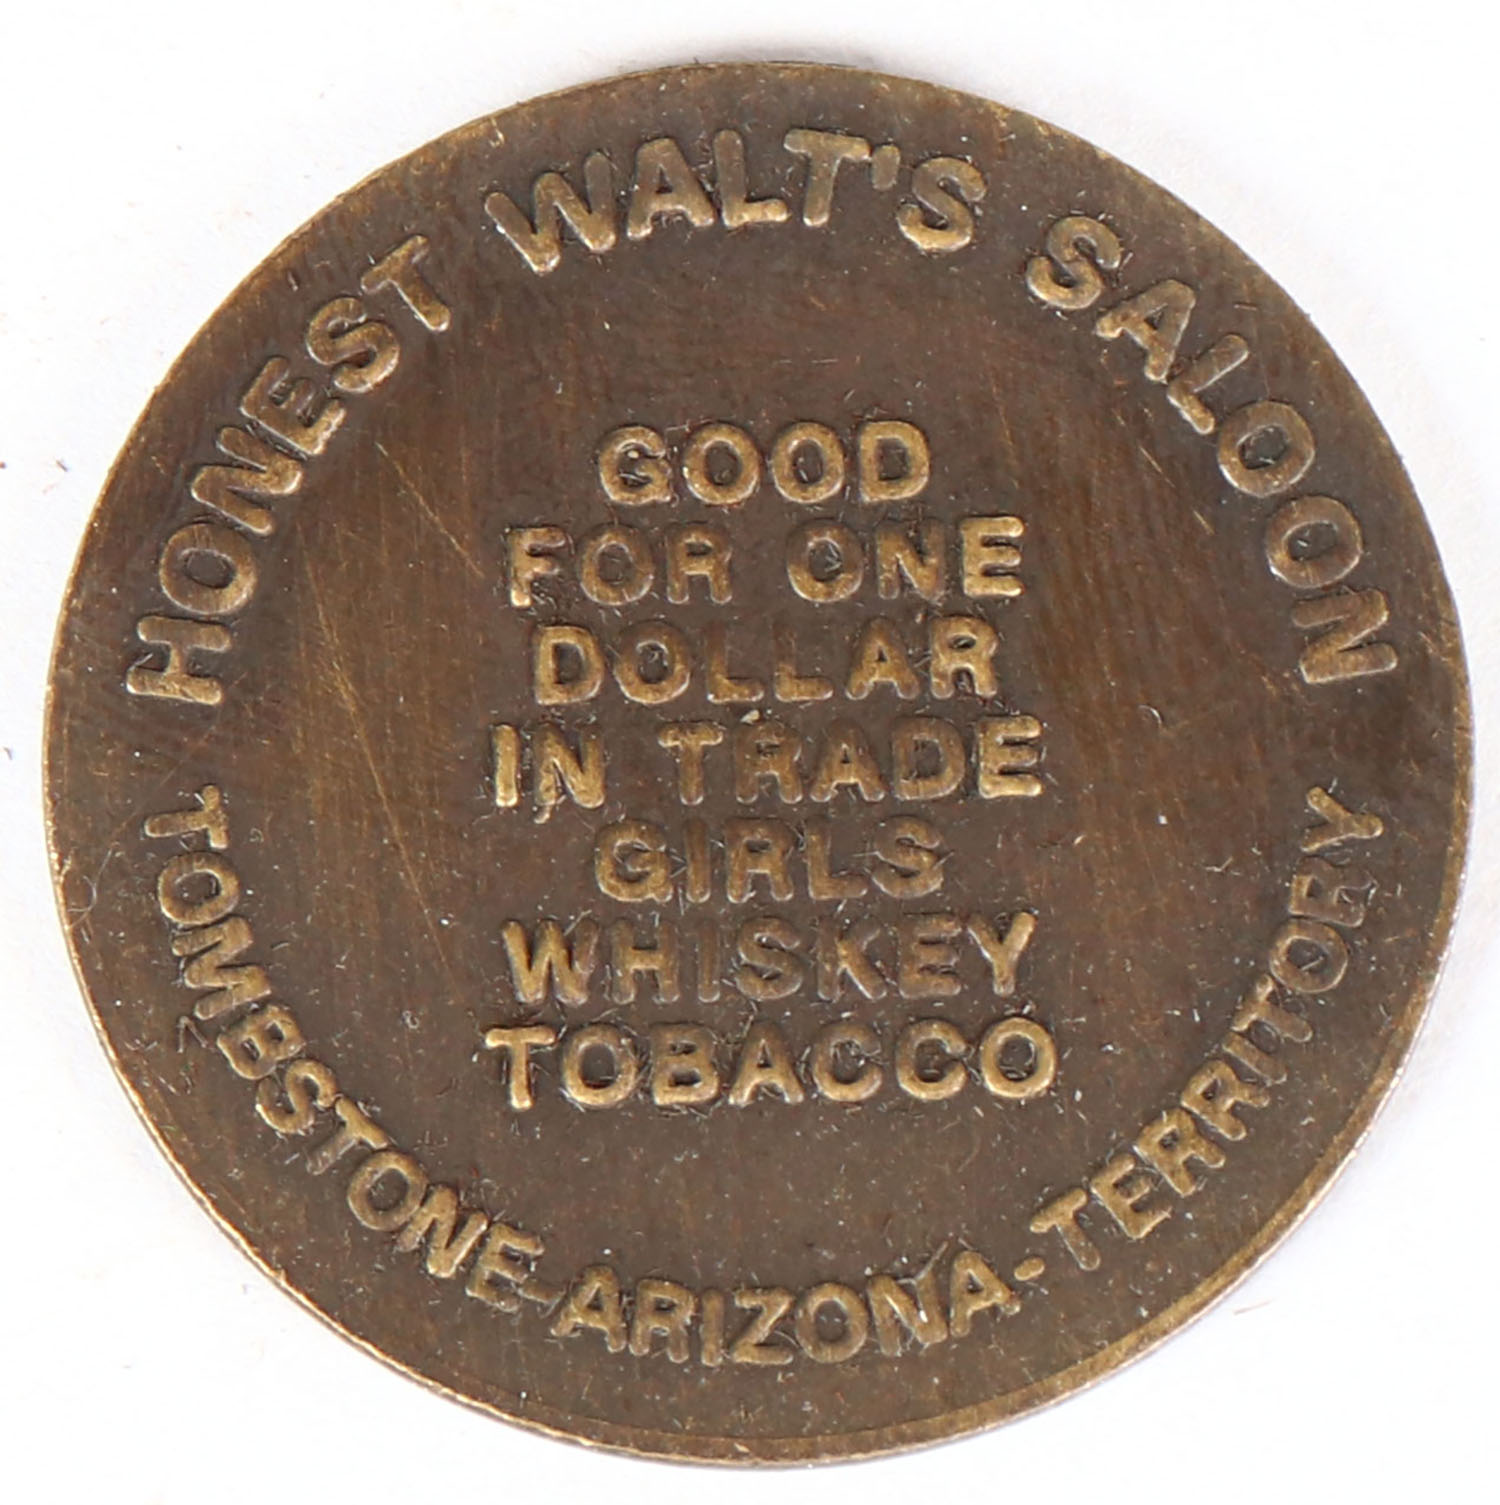 HONEST WALT'S SALOON
GOOD
FOR ONE
DOLLAR
IN TRADE
GIRLS
WHISKEY
TOBACCO
TOMBSTONE-ARIZONA-TERRITORY